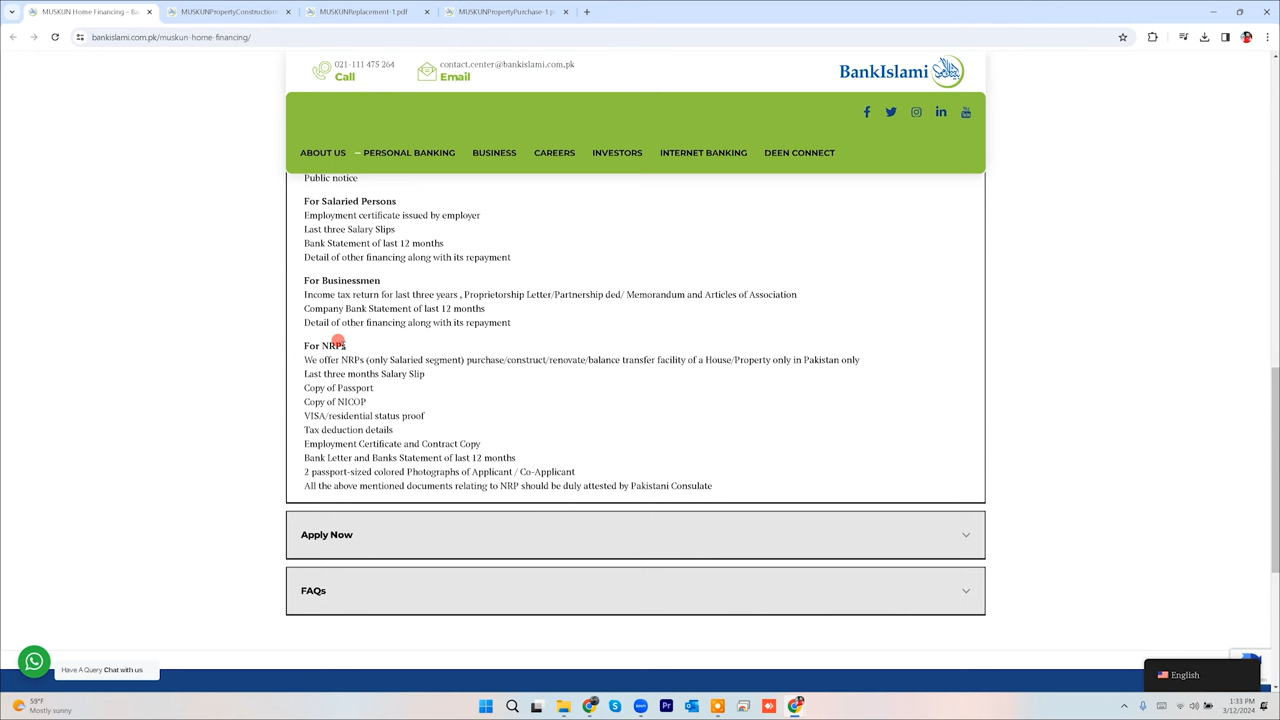 MUSKUN Home Financing – Ba
MUSKUNPropertyConstruction
MUSKUNReplacement-1.pdf
MUSKUNPropertyPurchase-1.p
bankislami.com.pk/muskun-home-financing/
021-111 475 264
Call
contact.center@bankislami.com.pk
Email
BankIslami
ABOUT US
PERSONAL BANKING
BUSINESS
CAREERS
INVESTORS
INTERNET BANKING
DEEN CONNECT
Public notice
For Salaried Persons
Employment certificate issued by employer
Last three Salary Slips
Bank Statement of last 12 months
Detail of other financing along with its repayment
For Businessmen
Income tax return for last three years , Proprietorship Letter/Partnership ded/ Memorandum and Articles of Association
Company Bank Statement of last 12 months
Detail of other financing along with its repayment
For NRPs
We offer NRPs (only Salaried segment) purchase/construct/renovate/balance transfer facility of a House/Property only in Pakistan only
Last three months Salary Slip
Copy of Passport
Copy of NICOP
VISA/residential status proof
Tax deduction details
Employment Certificate and Contract Copy
Bank Letter and Banks Statement of last 12 months
2 passport-sized colored Photographs of Applicant / Co-Applicant
All the above mentioned documents relating to NRP should be duly attested by Pakistani Consulate
Apply Now
FAQs
Have A Query Chat with us
English
59°F
Mostly sunny
1:33 PM
3/12/2024